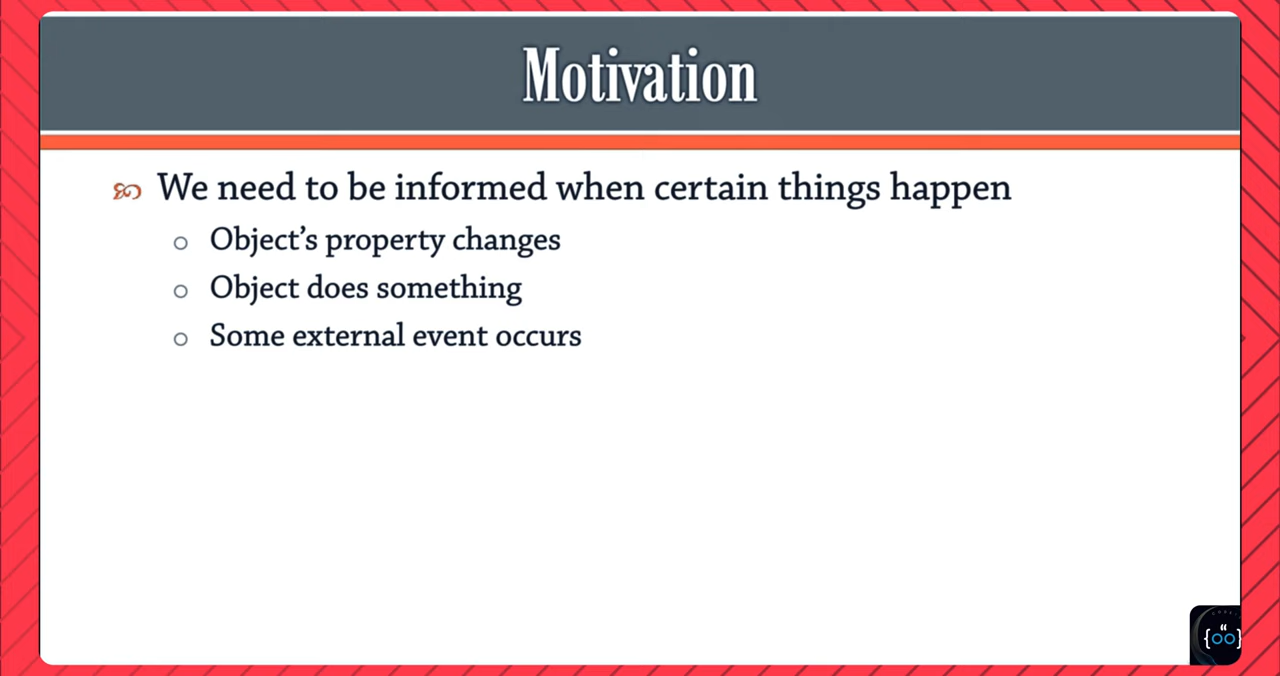 Motivation
We need to be informed when certain things happen
Object’s property changes
Object does something
Some external event occurs